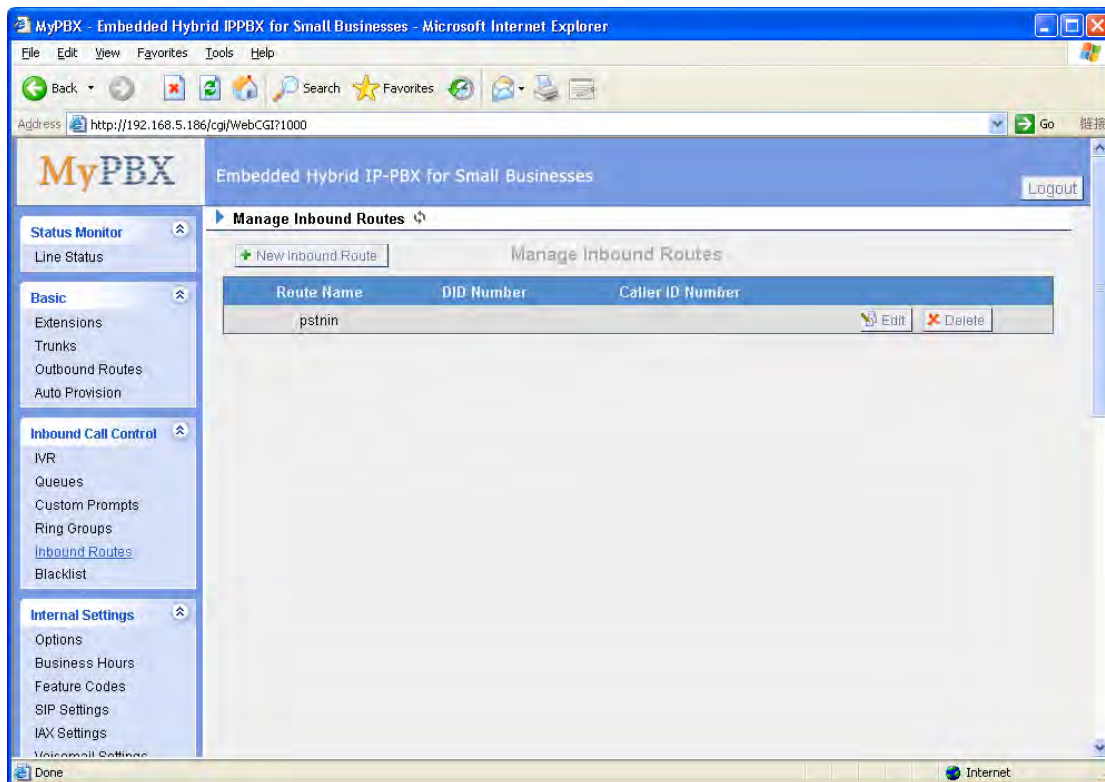 MyPBX - Embedded Hybrid IPPBX for Small Businesses - Microsoft Internet Explorer
File Edit View Favorites Tools Help
Back Search Favorites
Address http://192.168.5.186/cgi/WebCGI?1000 Go 链接
MyPBX Embedded Hybrid IP-PBX for Small Businesses
Logout
Manage Inbound Routes
Status Monitor
Line Status
New Inbound Route Manage Inbound Routes
Route Name DID Number Caller ID Number
pstnin Edit Delete
Basic
Extensions
Trunks
Outbound Routes
Auto Provision
Inbound Call Control
IVR
Queues
Custom Prompts
Ring Groups
Inbound Routes
Blacklist
Internal Settings
Options
Business Hours
Feature Codes
SIP Settings
IAX Settings
Voicemail Settings
Done Internet